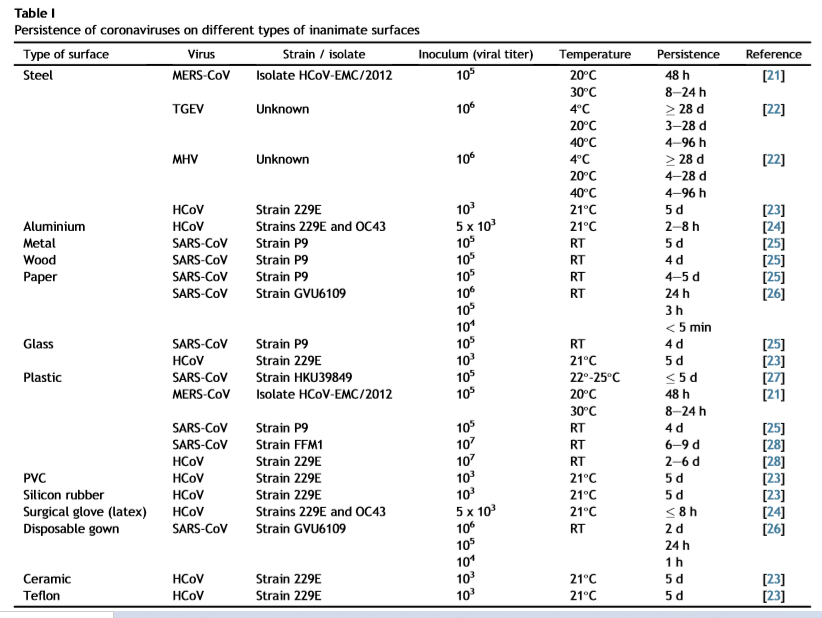 Table I
Persistence of coronaviruses on different types of inanimate surfaces
Type of surface Virus Strain / isolate Inoculum (viral titer) Temperature Persistence Reference
Steel MERS-CoV Isolate HCoV-EMC/2012 10⁵ 20°C 48 h [21]
30°C 8–24 h
TGEV Unknown 10⁶ 4°C ≥ 28 d [22]
20°C 3–28 d
40°C 4–96 h
MHV Unknown 10⁶ 4°C ≥ 28 d [22]
20°C 4–28 d
40°C 4–96 h
HCoV Strain 229E 10³ 21°C 5 d [23]
Aluminium HCoV Strains 229E and OC43 5 x 10³ 21°C 2–8 h [24]
Metal SARS-CoV Strain P9 10⁵ RT 5 d [25]
Wood SARS-CoV Strain P9 10⁵ RT 4 d [25]
Paper SARS-CoV Strain P9 10⁵ RT 4–5 d [25]
SARS-CoV Strain GVU6109 10⁶ RT 24 h [26]
10⁵ 3 h
10⁴ < 5 min
Glass SARS-CoV Strain P9 10⁵ RT 4 d [25]
HCoV Strain 229E 10³ 21°C 5 d [23]
Plastic SARS-CoV Strain HKU39849 10⁵ 22°-25°C ≤ 5 d [27]
MERS-CoV Isolate HCoV-EMC/2012 10⁵ 20°C 48 h [21]
30°C 8–24 h
SARS-CoV Strain P9 10⁵ RT 4 d [25]
SARS-CoV Strain FFM1 10⁷ RT 6–9 d [28]
HCoV Strain 229E 10⁷ RT 2–6 d [28]
PVC HCoV Strain 229E 10³ 21°C 5 d [23]
Silicon rubber HCoV Strain 229E 10³ 21°C 5 d [23]
Surgical glove (latex) HCoV Strains 229E and OC43 5 x 10³ 21°C ≤ 8 h [24]
Disposable gown SARS-CoV Strain GVU6109 10⁶ RT 2 d [26]
10⁵ 24 h
10⁴ 1 h
Ceramic HCoV Strain 229E 10³ 21°C 5 d [23]
Teflon HCoV Strain 229E 10³ 21°C 5 d [23]